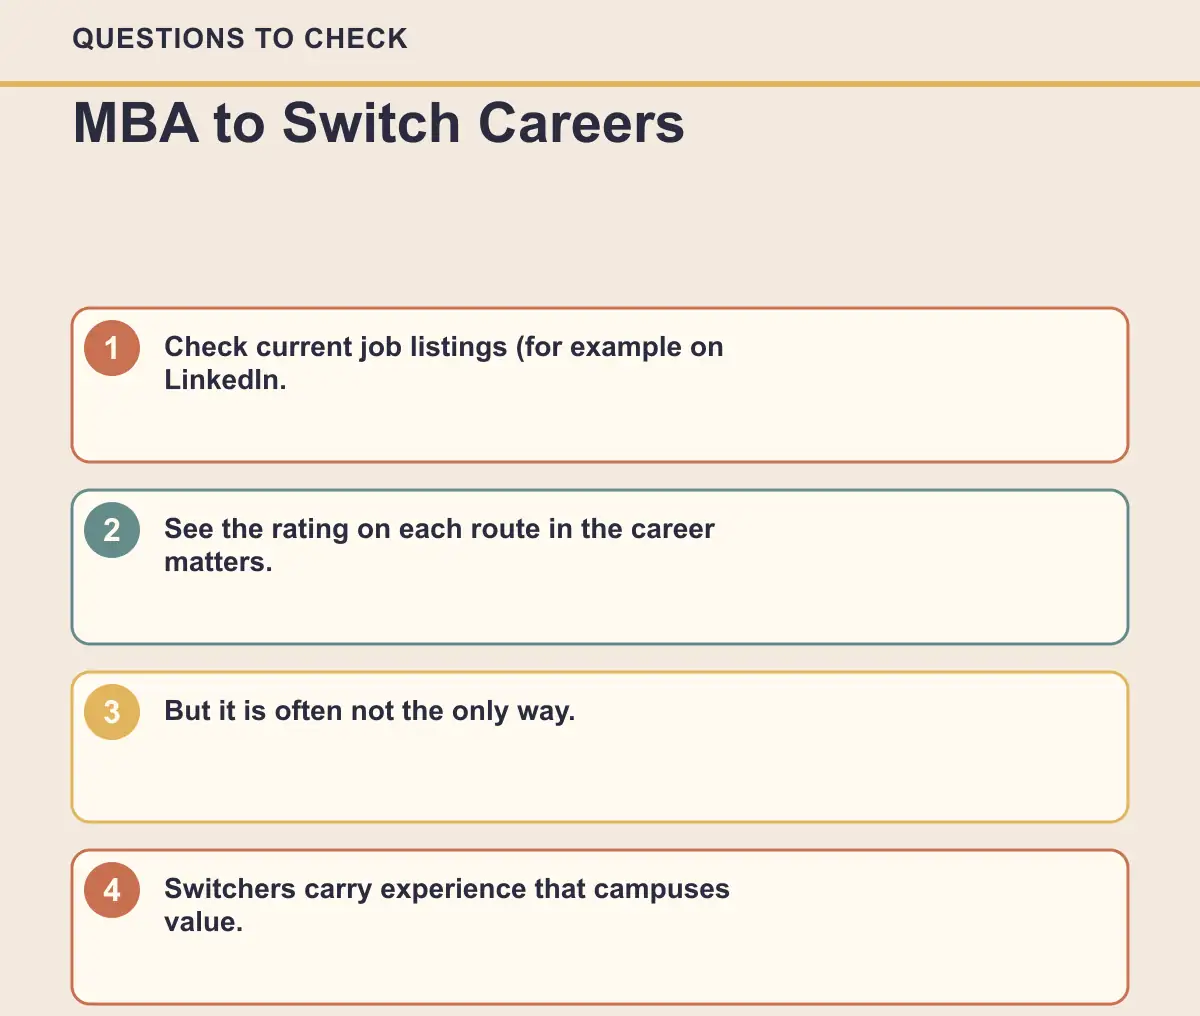 QUESTIONS TO CHECK
MBA to Switch Careers
1
Check current job listings (for example on
LinkedIn.
2
See the rating on each route in the career
matters.
3
But it is often not the only way.
4
Switchers carry experience that campuses
value.